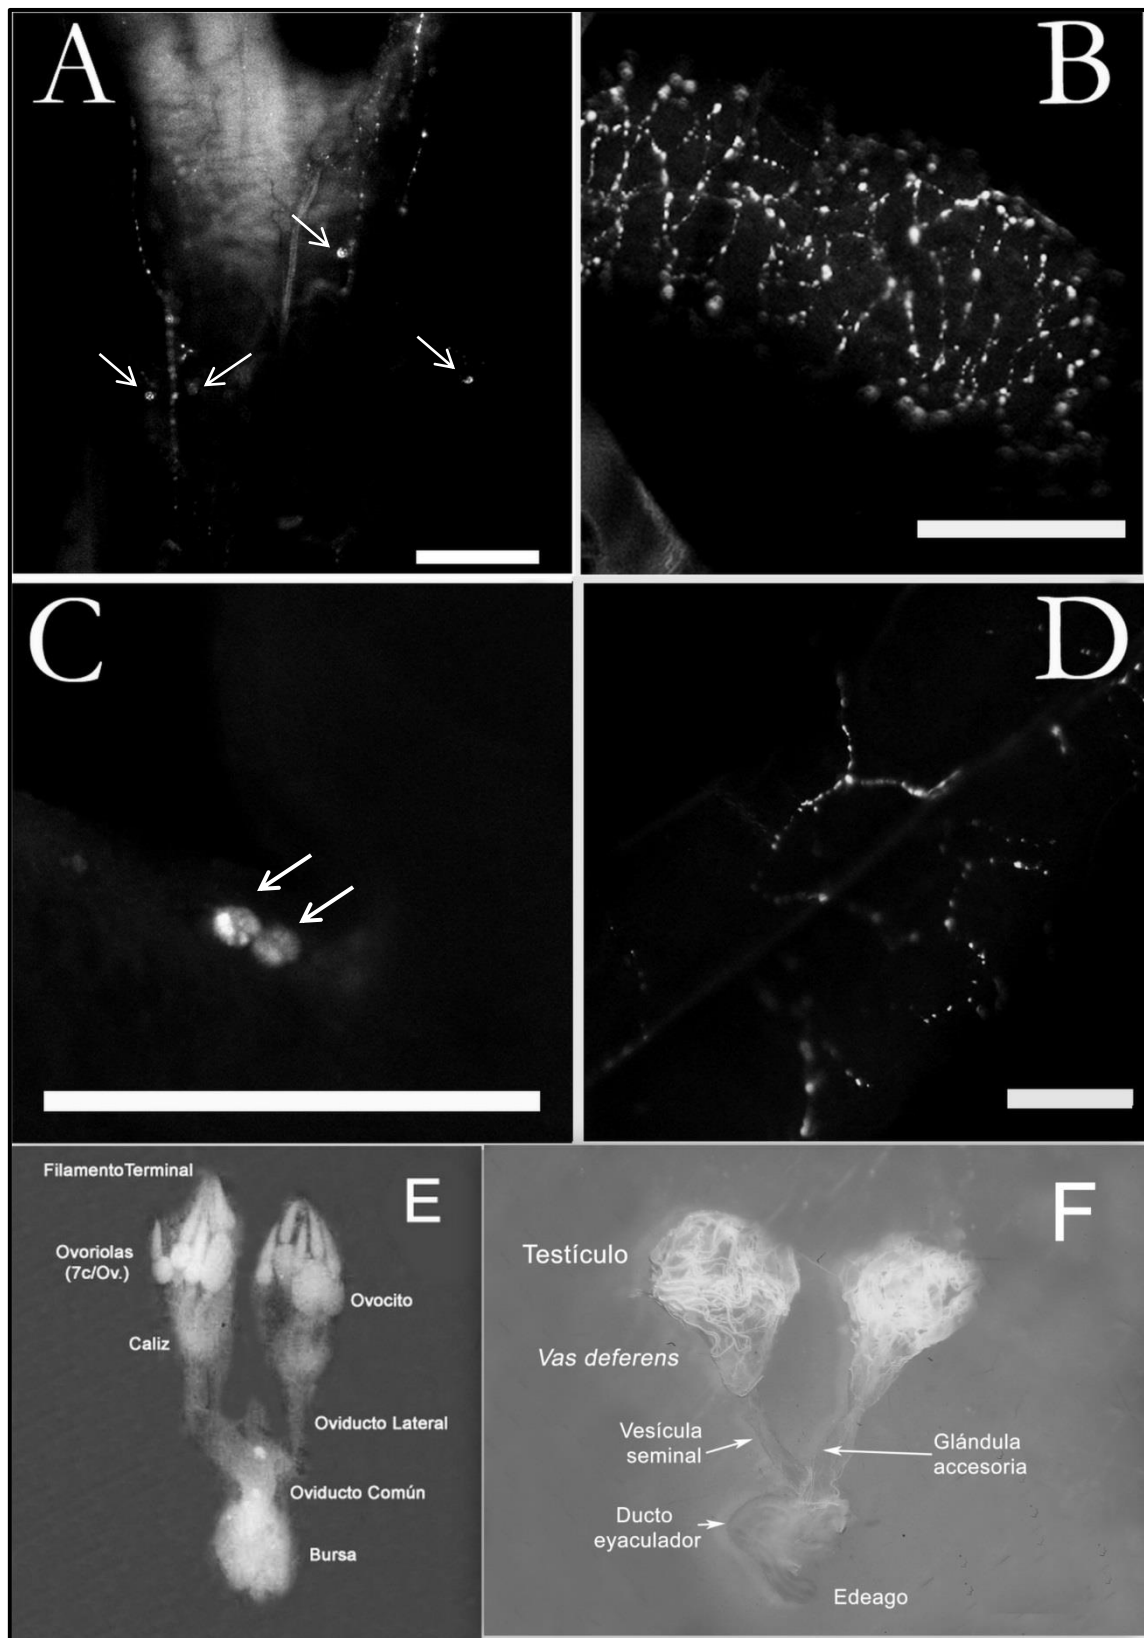 A
B
C
D
FilamentoTerminal
E
Ovoriolas
(7c/Ov.)
Ovocito
Caliz
Oviducto Lateral
Oviducto Común
Bursa
F
Testículo
Vas deferens
Vesícula
seminal
Glándula
accesoria
Ducto
eyaculador
Edeago